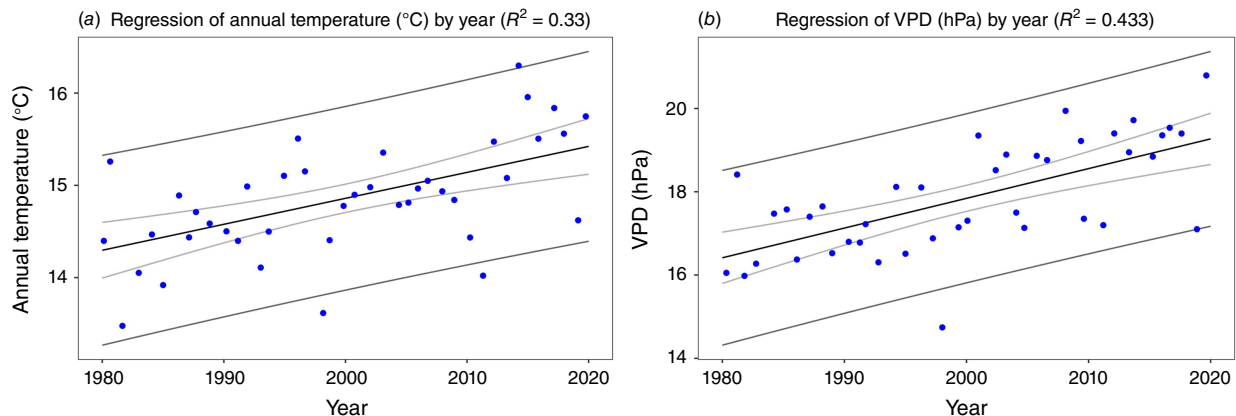 (a) Regression of annual temperature (°C) by year (R² = 0.33)
16
15
14
Annual temperature (°C)
1980 1990 2000 2010 2020
Year
(b) Regression of VPD (hPa) by year (R² = 0.433)
20
18
16
14
VPD (hPa)
1980 1990 2000 2010 2020
Year